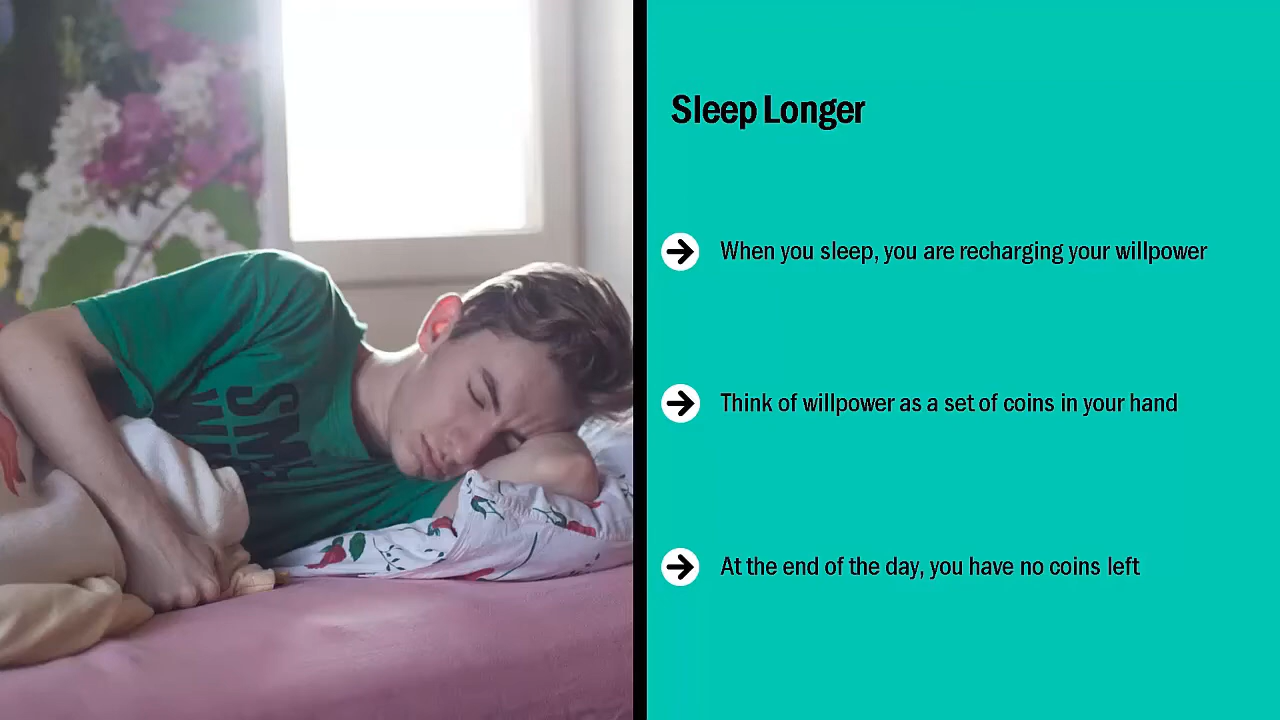 Sleep Longer
When you sleep, you are recharging your willpower
Think of willpower as a set of coins in your hand
At the end of the day, you have no coins left